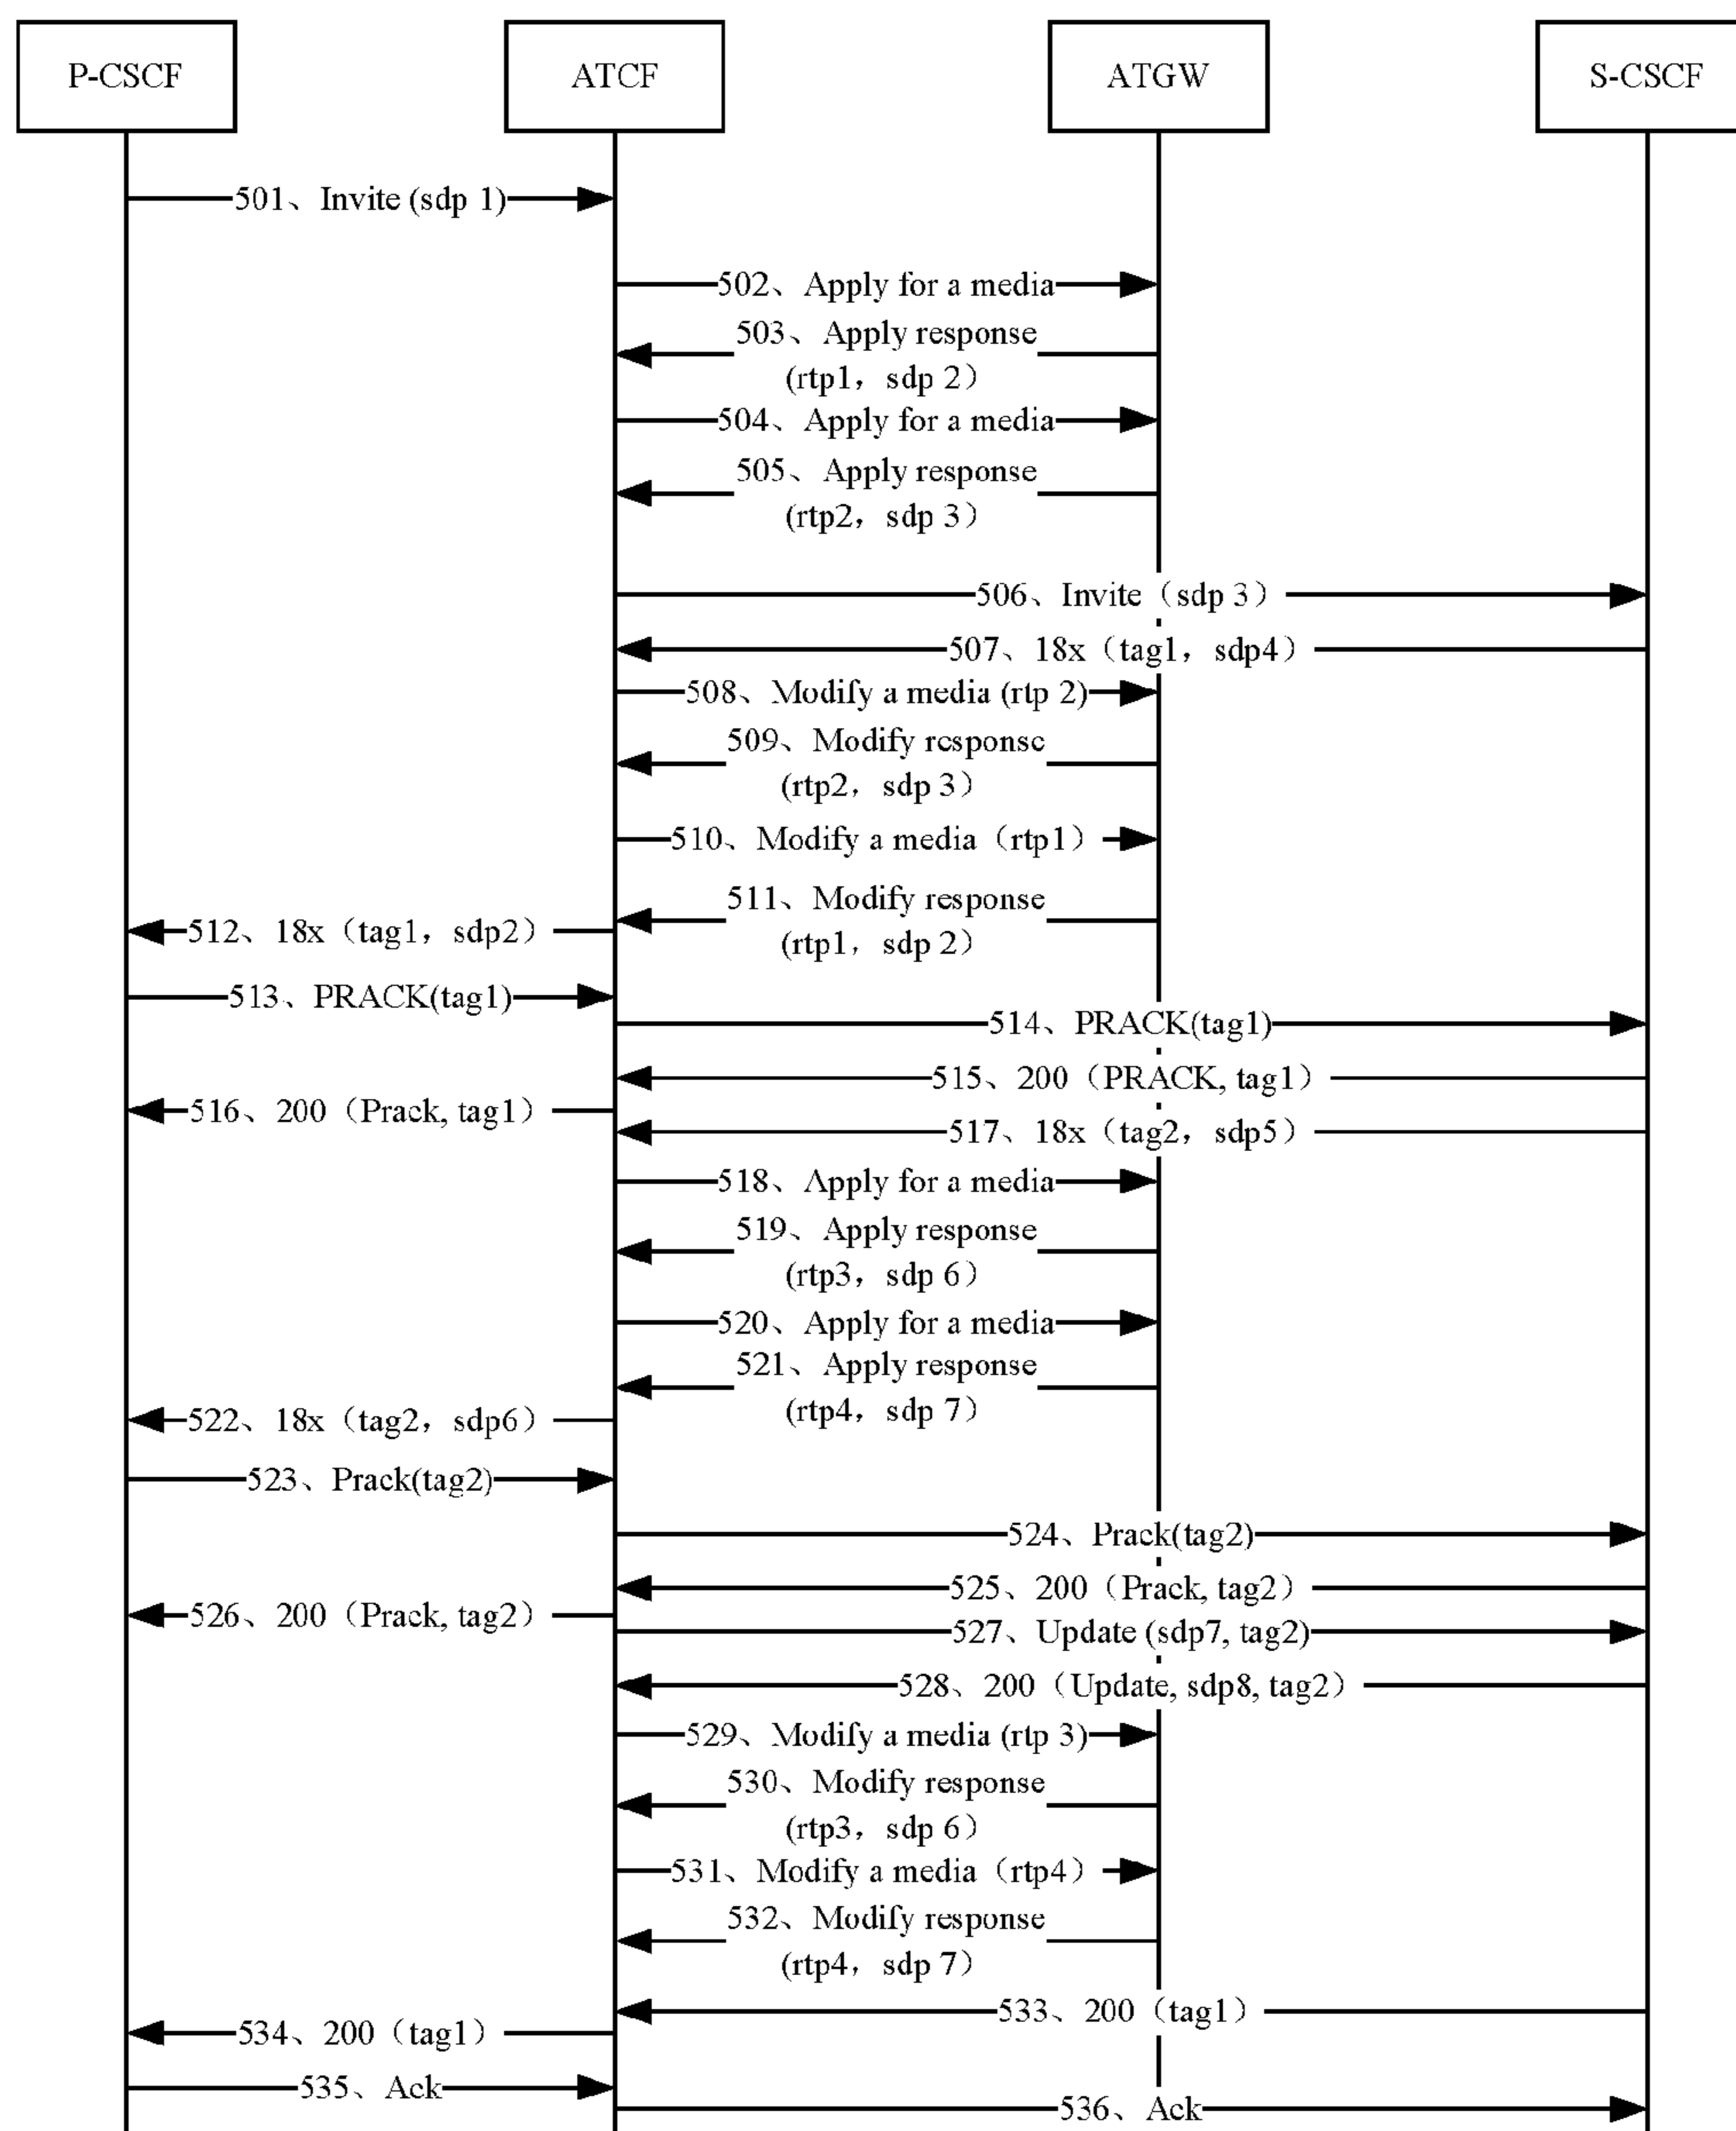 P-CSCF
ATCF
ATGW
S-CSCF
501、Invite (sdp 1)
502、Apply for a media
503、Apply response
(rtp1，sdp 2）
504、Apply for a media
505、Apply response
(rtp2，sdp 3）
506、Invite（sdp 3）
507、18x（tag1，sdp4）
508、Modify a media (rtp 2)
509、Modify response
(rtp2，sdp 3）
510、Modify a media（rtp1）
511、Modify response
(rtp1，sdp 2）
512、18x（tag1，sdp2）
513、PRACK(tag1)
514、PRACK(tag1)
515、200（PRACK, tag1）
516、200（Prack, tag1）
517、18x（tag2，sdp5）
518、Apply for a media
519、Apply response
(rtp3，sdp 6）
520、Apply for a media
521、Apply response
(rtp4，sdp 7）
522、18x（tag2，sdp6）
523、Prack(tag2)
524、Prack(tag2)
525、200（Prack, tag2）
526、200（Prack, tag2）
527、Update (sdp7, tag2)
528、200（Update, sdp8, tag2）
529、Modify a media (rtp 3)
530、Modify response
(rtp3，sdp 6）
531、Modify a media（rtp4）
532、Modify response
(rtp4，sdp 7）
533、200（tag1）
534、200（tag1）
535、Ack
536、Ack